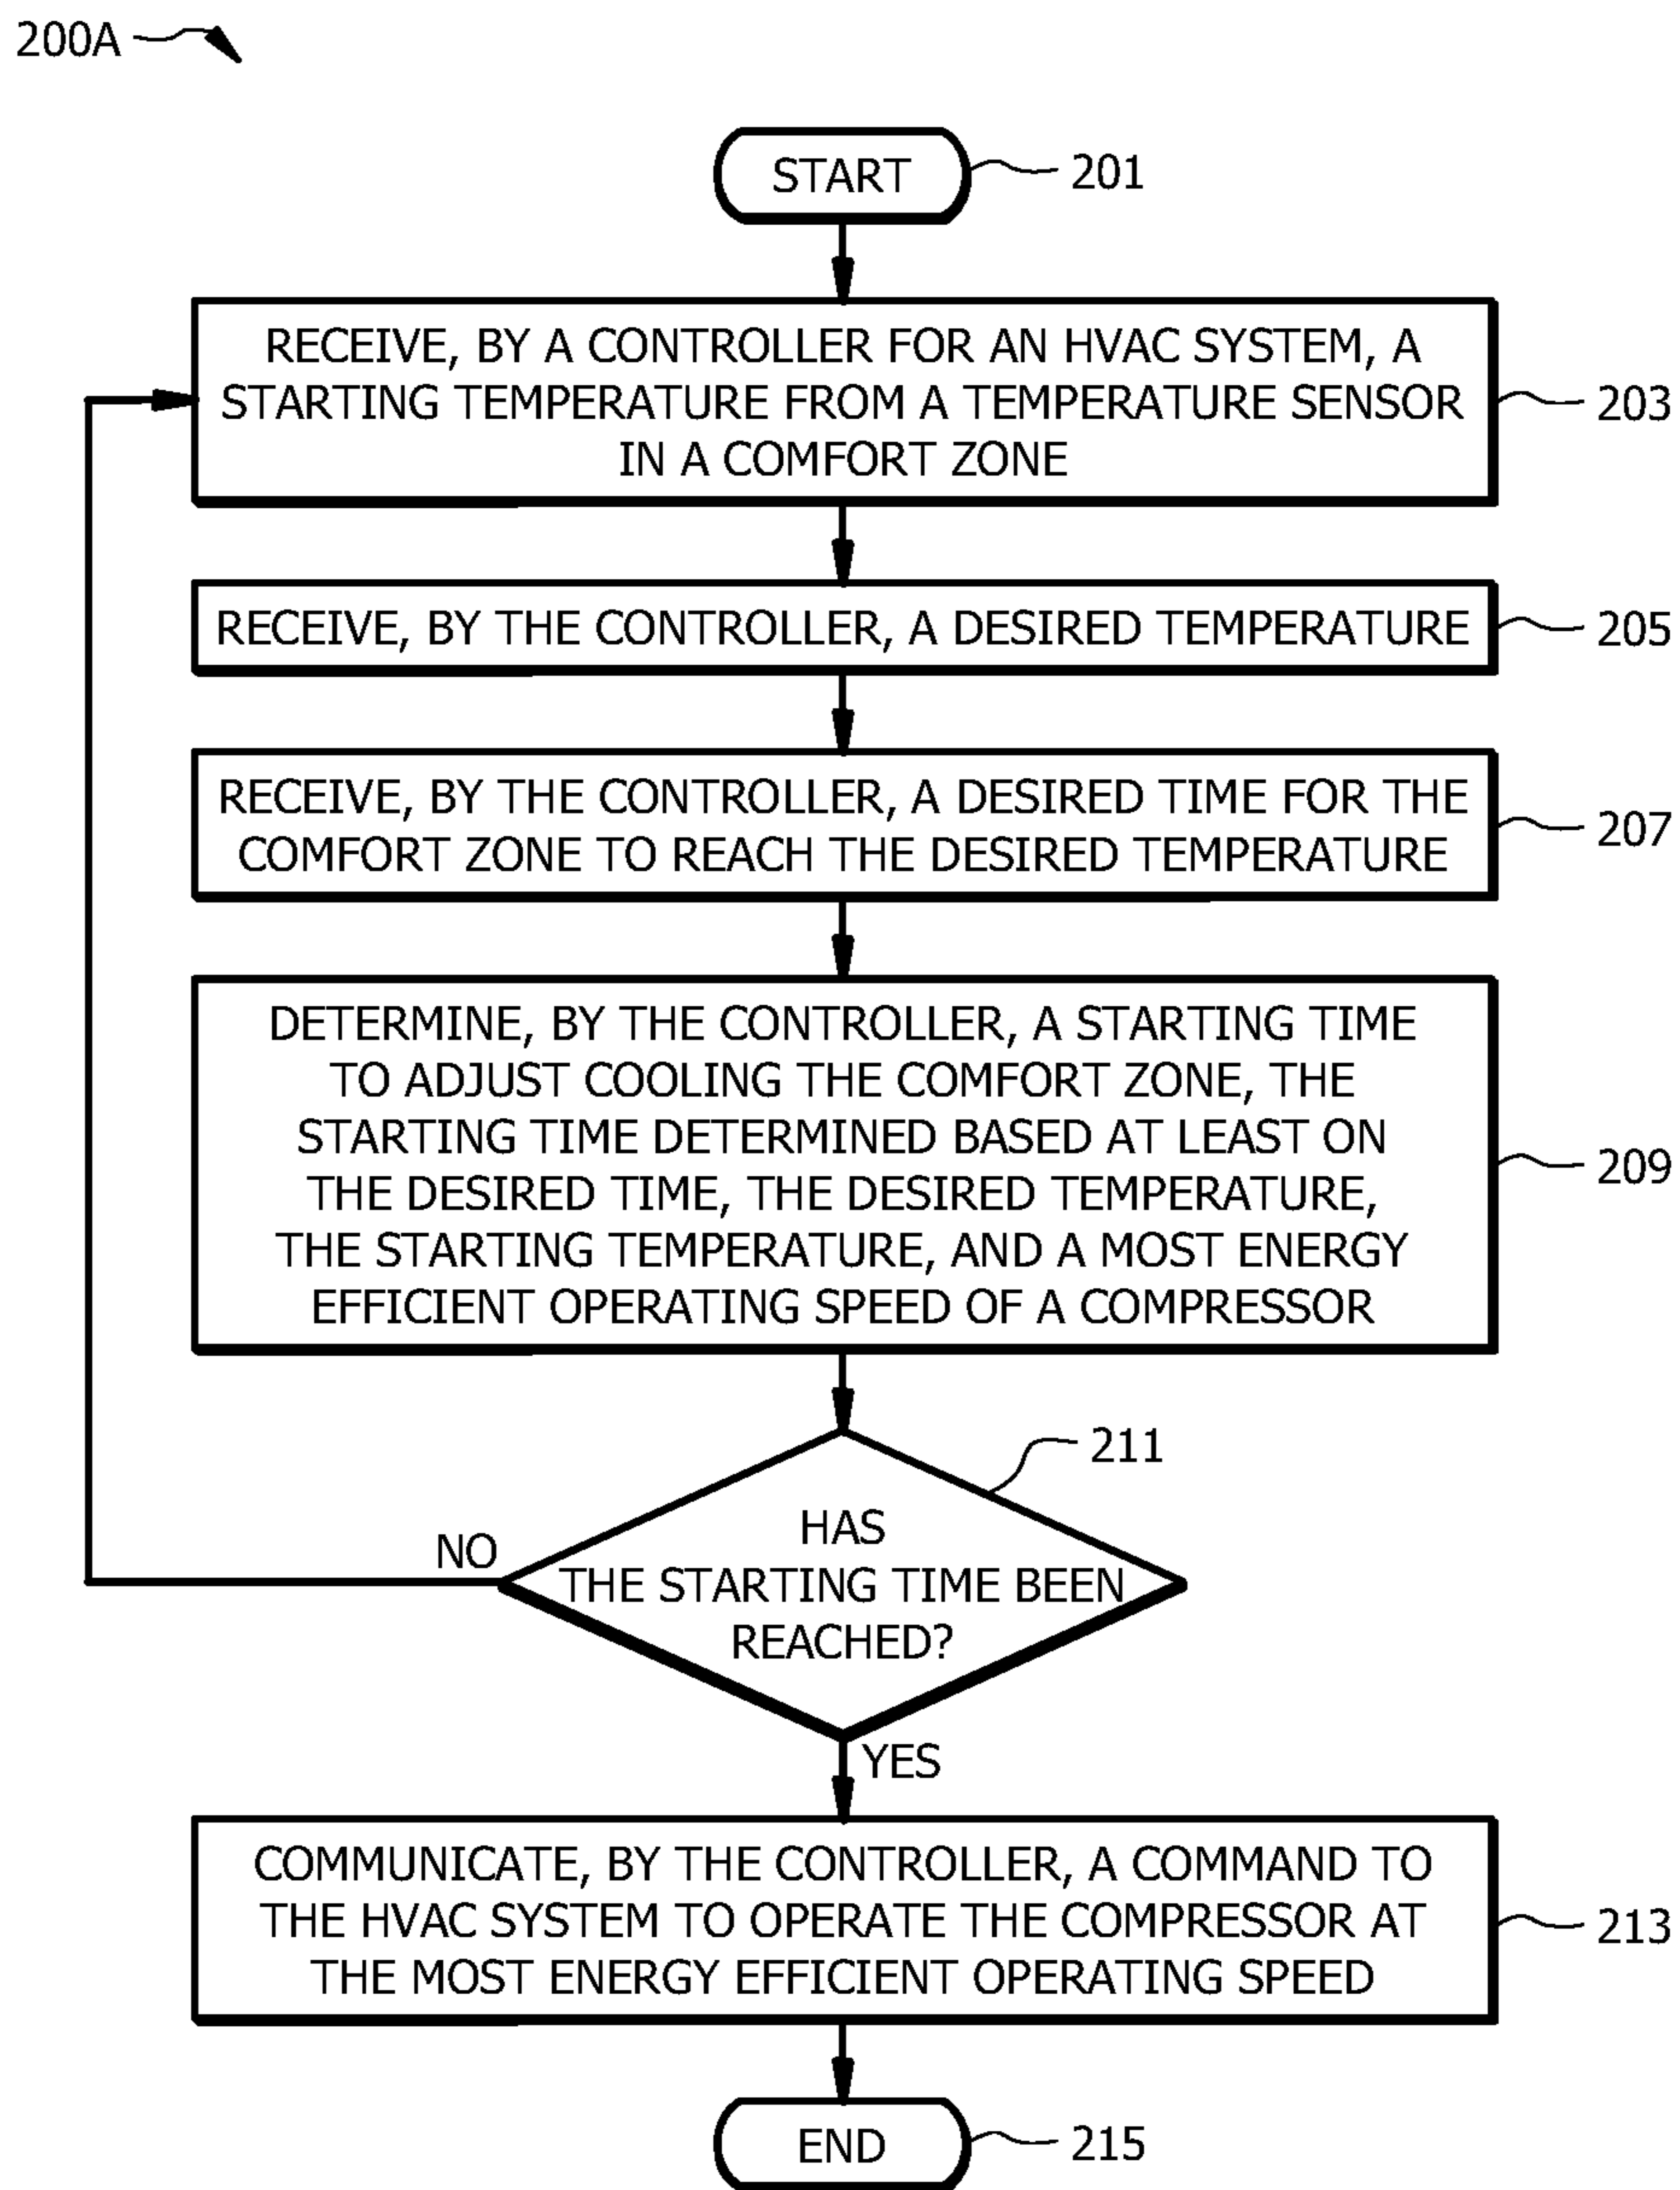 200A
START
201
RECEIVE, BY A CONTROLLER FOR AN HVAC SYSTEM, A
STARTING TEMPERATURE FROM A TEMPERATURE SENSOR
IN A COMFORT ZONE
203
RECEIVE, BY THE CONTROLLER, A DESIRED TEMPERATURE
205
RECEIVE, BY THE CONTROLLER, A DESIRED TIME FOR THE
COMFORT ZONE TO REACH THE DESIRED TEMPERATURE
207
DETERMINE, BY THE CONTROLLER, A STARTING TIME
TO ADJUST COOLING THE COMFORT ZONE, THE
STARTING TIME DETERMINED BASED AT LEAST ON
THE DESIRED TIME, THE DESIRED TEMPERATURE,
THE STARTING TEMPERATURE, AND A MOST ENERGY
EFFICIENT OPERATING SPEED OF A COMPRESSOR
209
211
HAS
THE STARTING TIME BEEN
REACHED?
NO
YES
COMMUNICATE, BY THE CONTROLLER, A COMMAND TO
THE HVAC SYSTEM TO OPERATE THE COMPRESSOR AT
THE MOST ENERGY EFFICIENT OPERATING SPEED
213
END
215